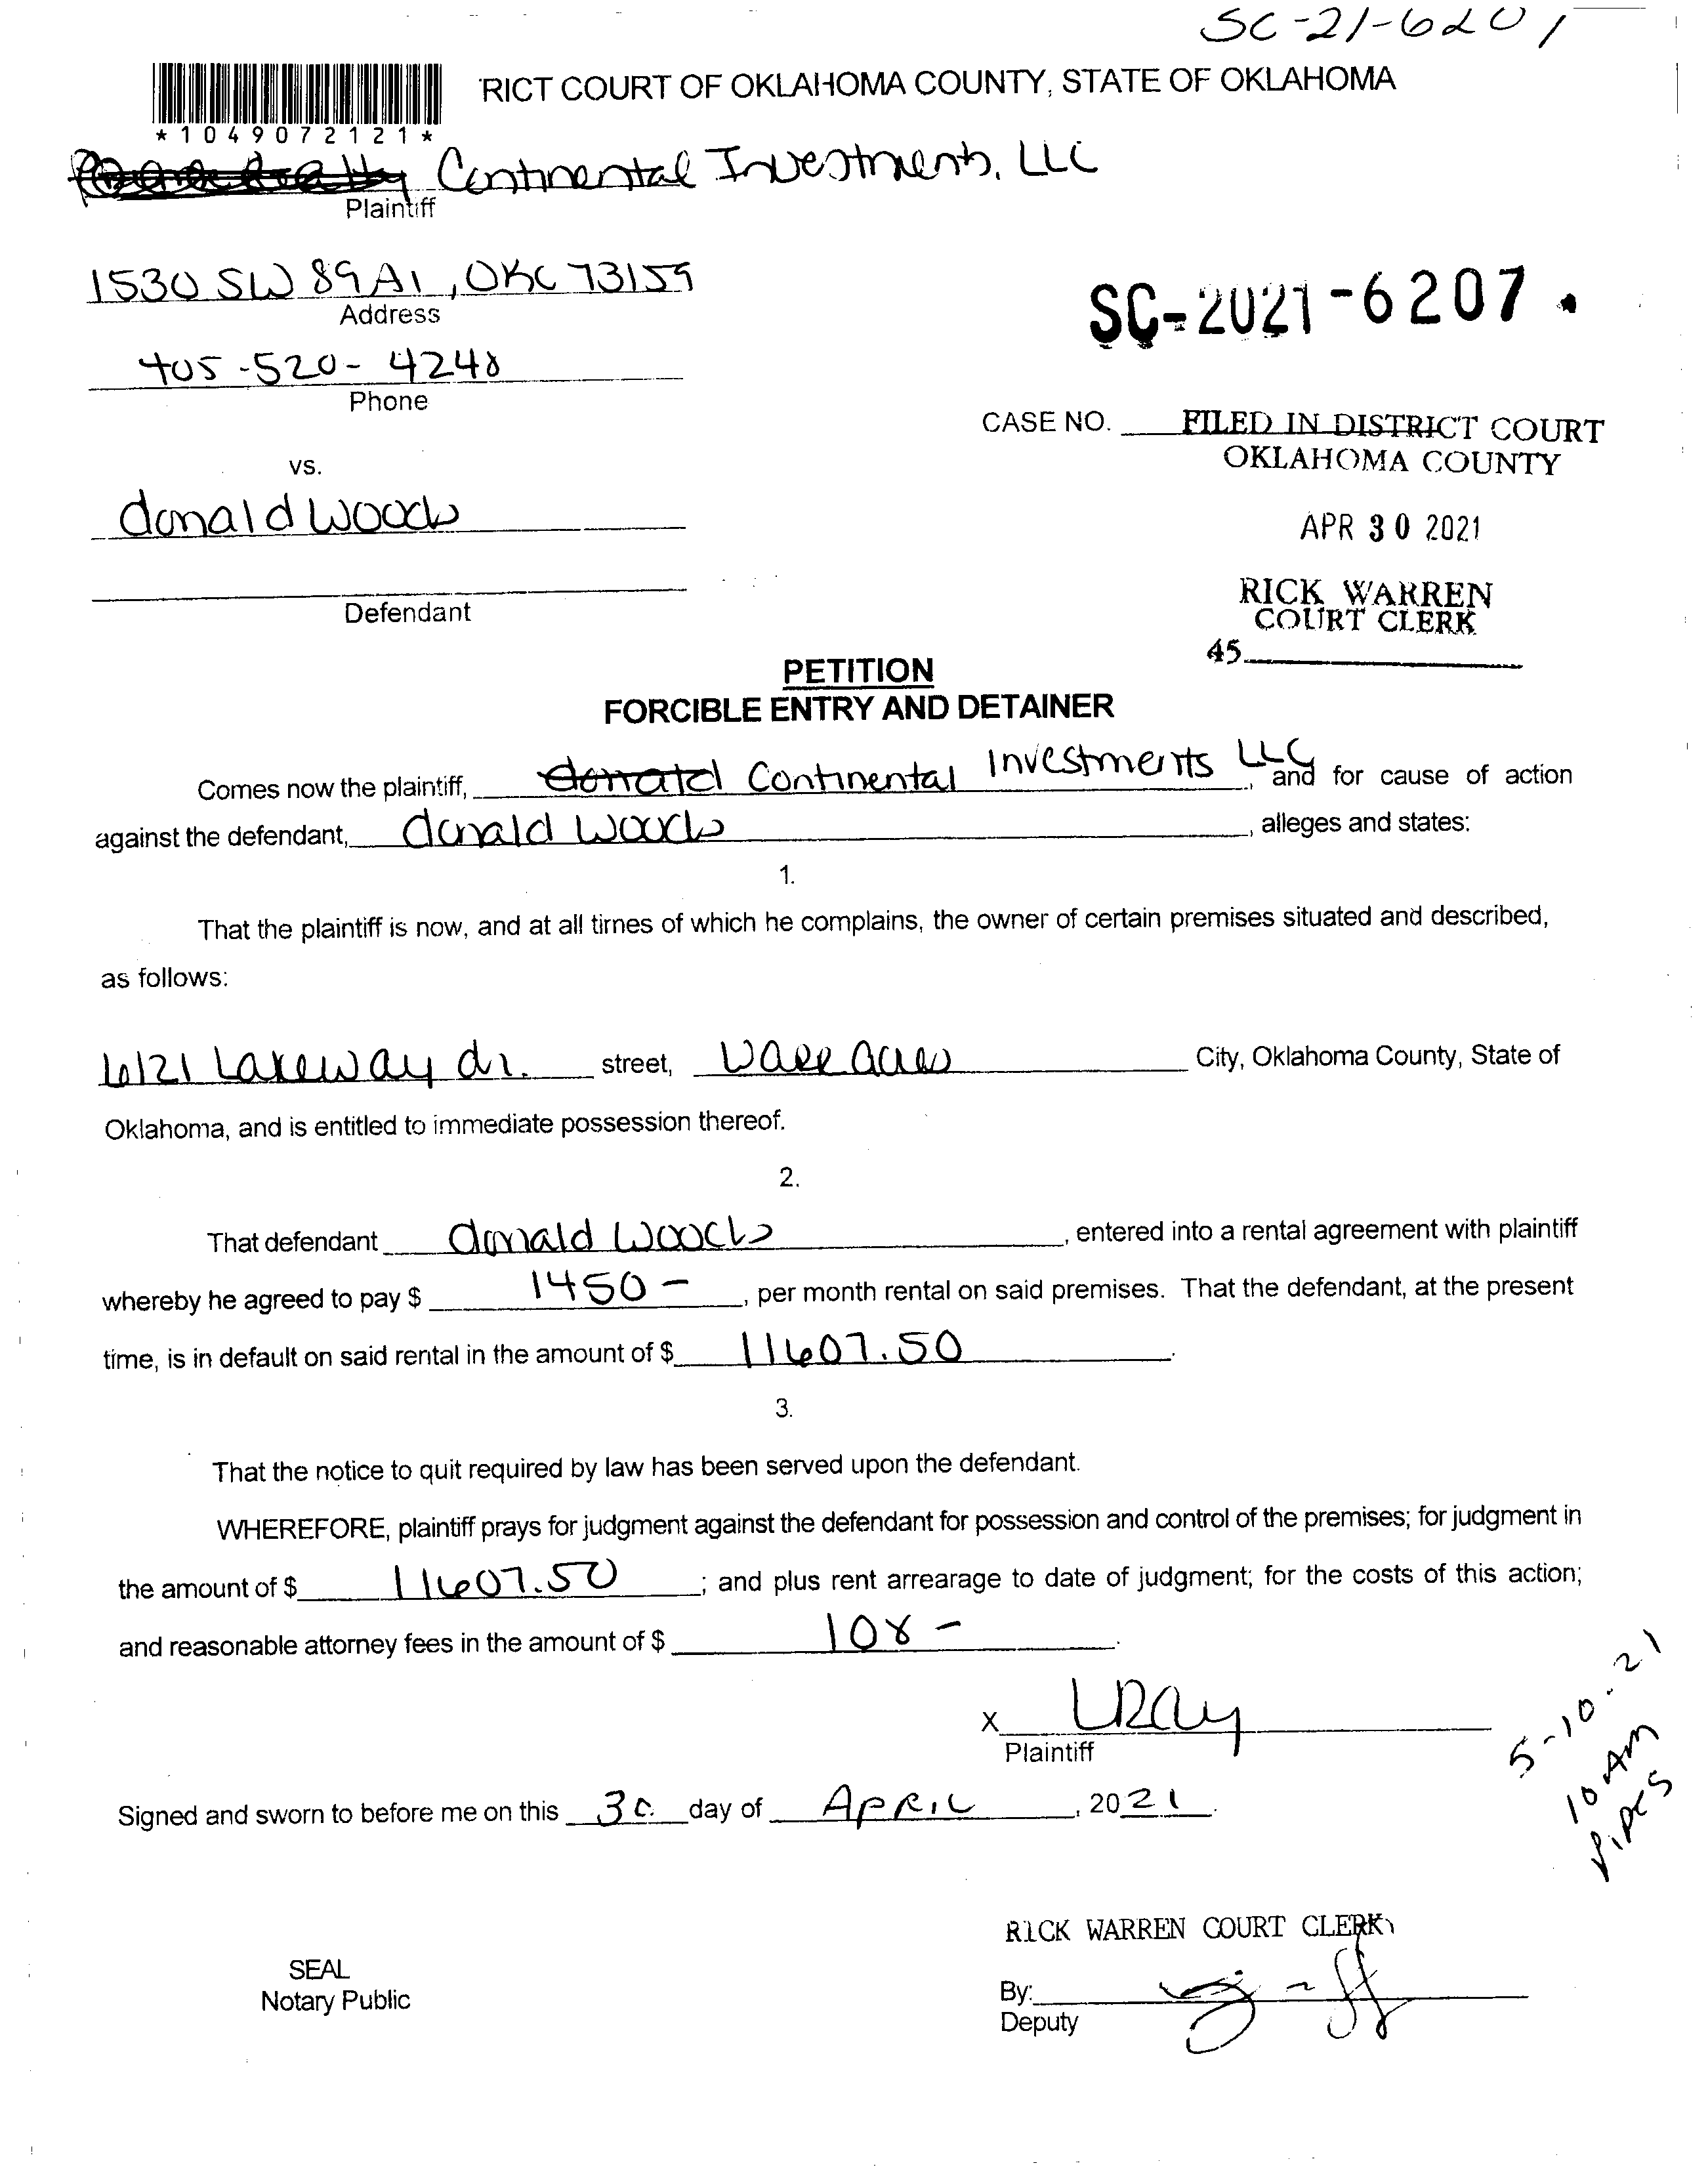 SC-21-6207
RICT COURT OF OKLAHOMA COUNTY, STATE OF OKLAHOMA
*1049072121*
Continental Investments, LLC
Plaintiff
1530 SW 89 A1, OKC 73159
Address
405-520-4248
Phone
SC-2021-6207
CASE NO. FILED IN DISTRICT COURT
OKLAHOMA COUNTY
vs.
donald woods
APR 30 2021
Defendant
RICK WARREN
COURT CLERK
45
PETITION
FORCIBLE ENTRY AND DETAINER
Comes now the plaintiff, donald Continental Investments LLC, and for cause of action
against the defendant, donald woods, alleges and states:
1.
That the plaintiff is now, and at all times of which he complains, the owner of certain premises situated and described,
as follows:
6121 Lakeway dr. street, Warr acres City, Oklahoma County, State of
Oklahoma, and is entitled to immediate possession thereof.
2.
That defendant donald woods, entered into a rental agreement with plaintiff
whereby he agreed to pay $ 1450 -, per month rental on said premises. That the defendant, at the present
time, is in default on said rental in the amount of $ 11607.50.
3.
That the notice to quit required by law has been served upon the defendant.
WHEREFORE, plaintiff prays for judgment against the defendant for possession and control of the premises; for judgment in
the amount of $ 11607.50; and plus rent arrearage to date of judgment; for the costs of this action;
and reasonable attorney fees in the amount of $ 108 -.
X LRay
Plaintiff
5-10-21
10 AM
Signed and sworn to before me on this 30 day of APRIL, 2021.
RICK WARREN COURT CLERK
SEAL
Notary Public
By:
Deputy